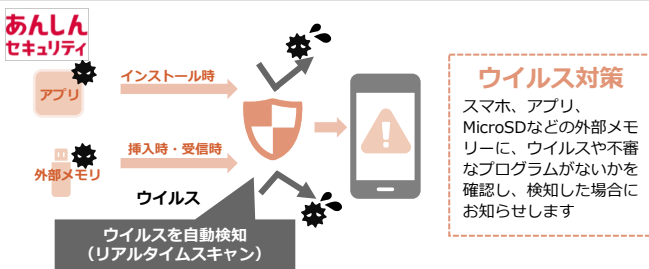 あんしん
セキュリティ
アプリ
インストール時
外部メモリ
挿入時・受信時
ウイルス
ウイルスを自動検知
（リアルタイムスキャン）
ウイルス対策
スマホ、アプリ、
MicroSDなどの外部メモ
リーに、ウイルスや不審
なプログラムがないかを
確認し、検知した場合に
お知らせします